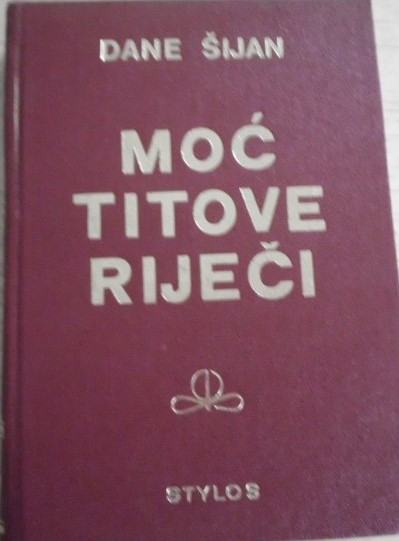 DANE ŠIJAN
MOĆ
TITOVE
RIJEČI
STYLOS